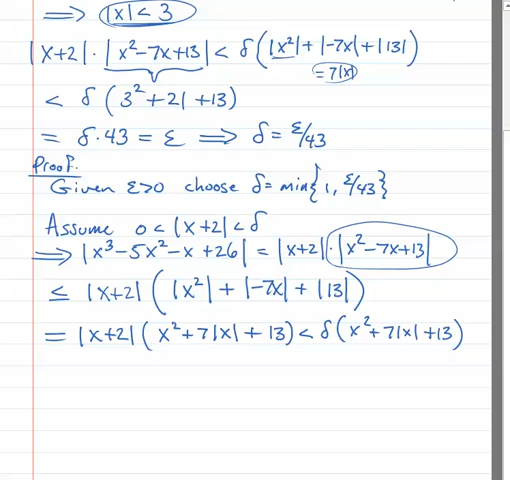 ⟹ |x| < 3
|x+2| · |x² - 7x + 13| < δ(|x²| + |-7x| + |13|)
= 7|x|
< δ(3² + 21 + 13)
= δ·43 = ε ⟹ δ = ε/43
Proof.
Given ε>0 choose δ = min{1, ε/43}
Assume 0 < |x+2| < δ
⟹ |x³ - 5x² - x + 26| = |x+2| · |x² - 7x + 13|
≤ |x+2| (|x²| + |-7x| + |13|)
= |x+2| (x² + 7|x| + 13) < δ(x² + 7|x| + 13)